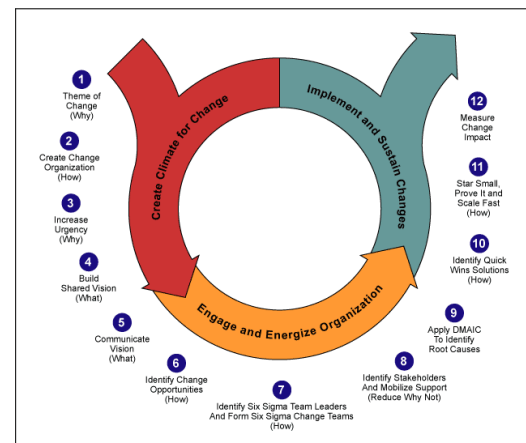 1
Theme of
Change
(Why)
2
Create Change
Organization
(How)
3
Increase
Urgency
(Why)
4
Build
Shared Vision
(What)
5
Communicate
Vision
(What)
6
Identify Change
Opportunities
(How)
7
Identify Six Sigma Team Leaders
And Form Six Sigma Change Teams
(How)
8
Identify Stakeholders
And Mobilize Support
(Reduce Why Not)
9
Apply DMAIC
To Identify
Root Causes
10
Identify Quick
Wins Solutions
(How)
11
Star Small,
Prove It and
Scale Fast
(How)
12
Measure
Change
Impact
Create Climate for Change
Engage and Energize Organization
Implement and Sustain Changes